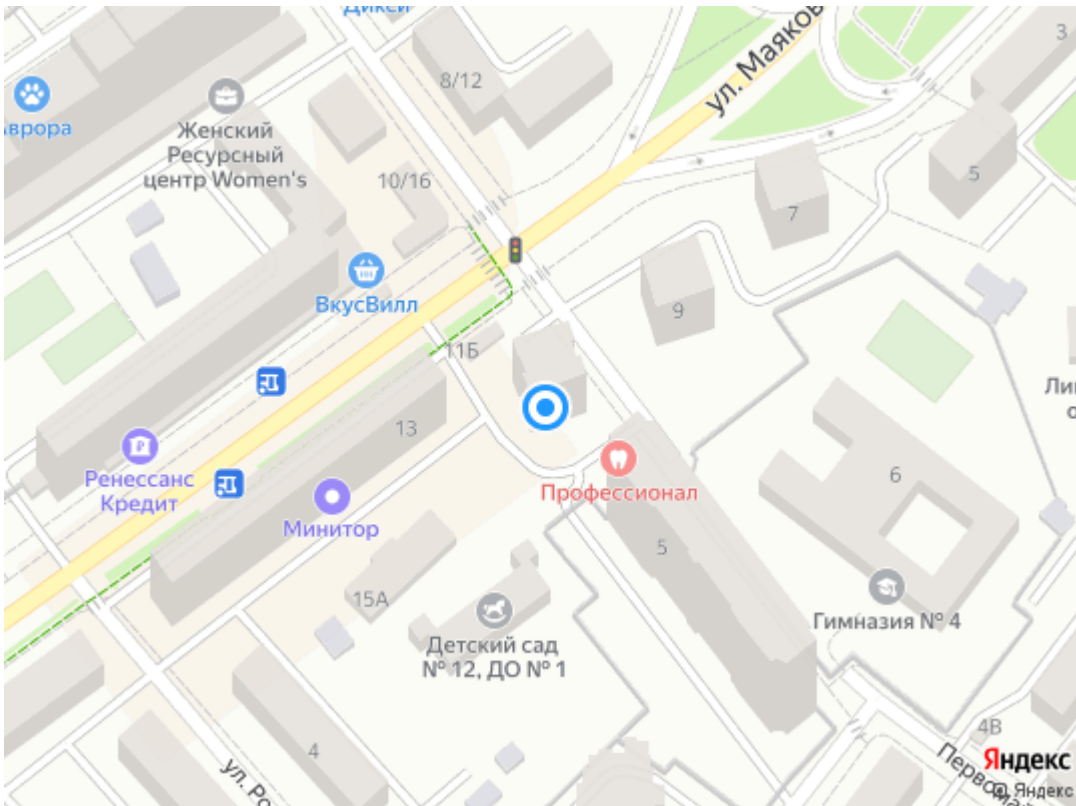 Дикси
8/12
3
ул. Маяков
Аврора
Женский
Ресурсный
центр Women's
10/16
5
7
ВкусВилл
9
11Б
13
Ренессанс
Кредит
Минитор
Профессионал
6
5
15А
Детский сад
№ 12, ДО № 1
Гимназия № 4
4
4В
ул. Ро
Первома
Яндекс
© Яндекс